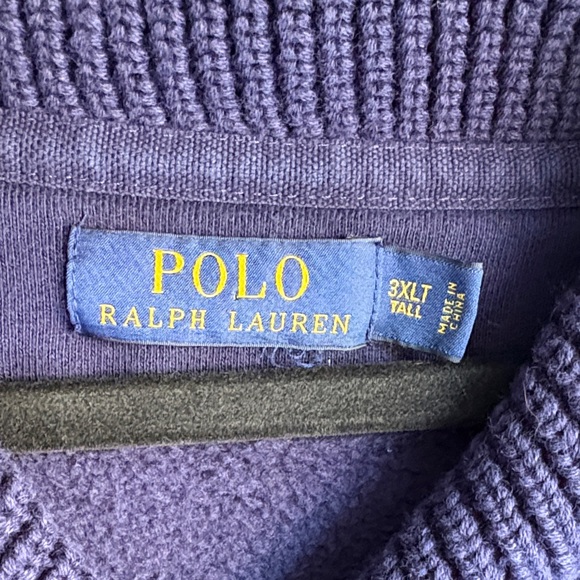 POLO
RALPH LAUREN
3XLT
TALL
MADE IN
CHINA